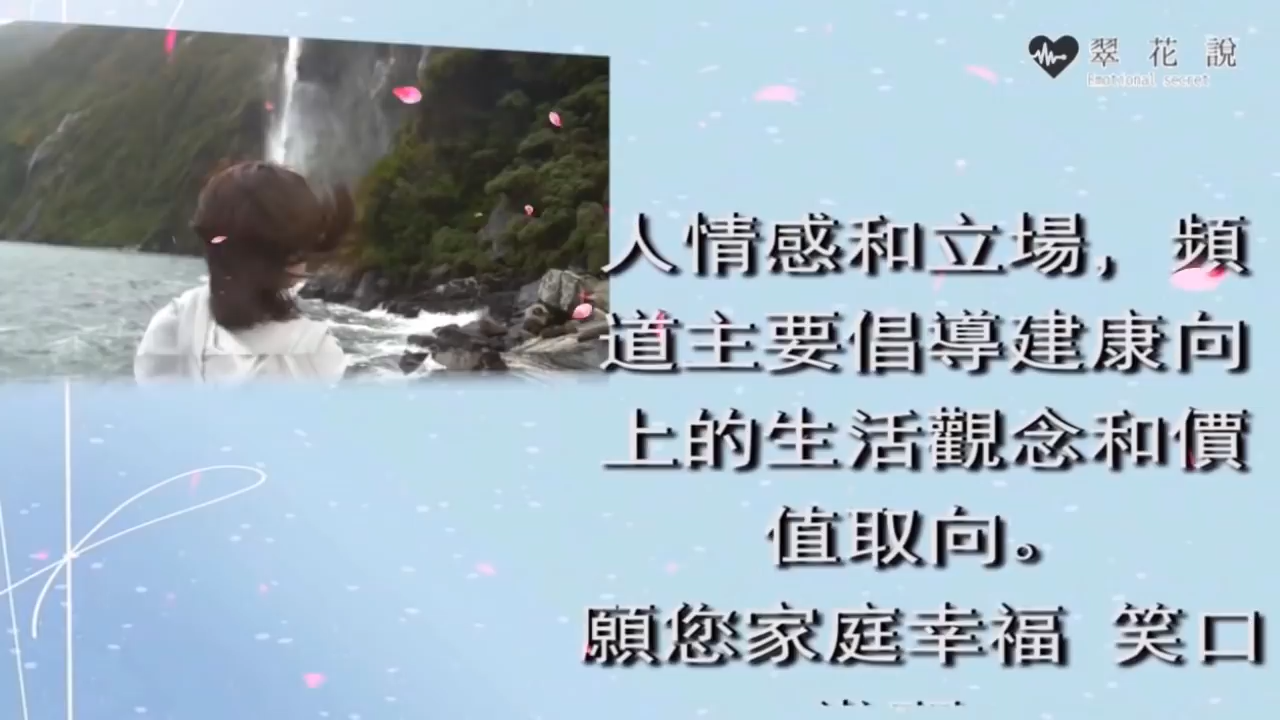 翠花說
Emotional secret
人情感和立場，頻
道主要倡導建康向
上的生活觀念和價
值取向。
願您家庭幸福 笑口